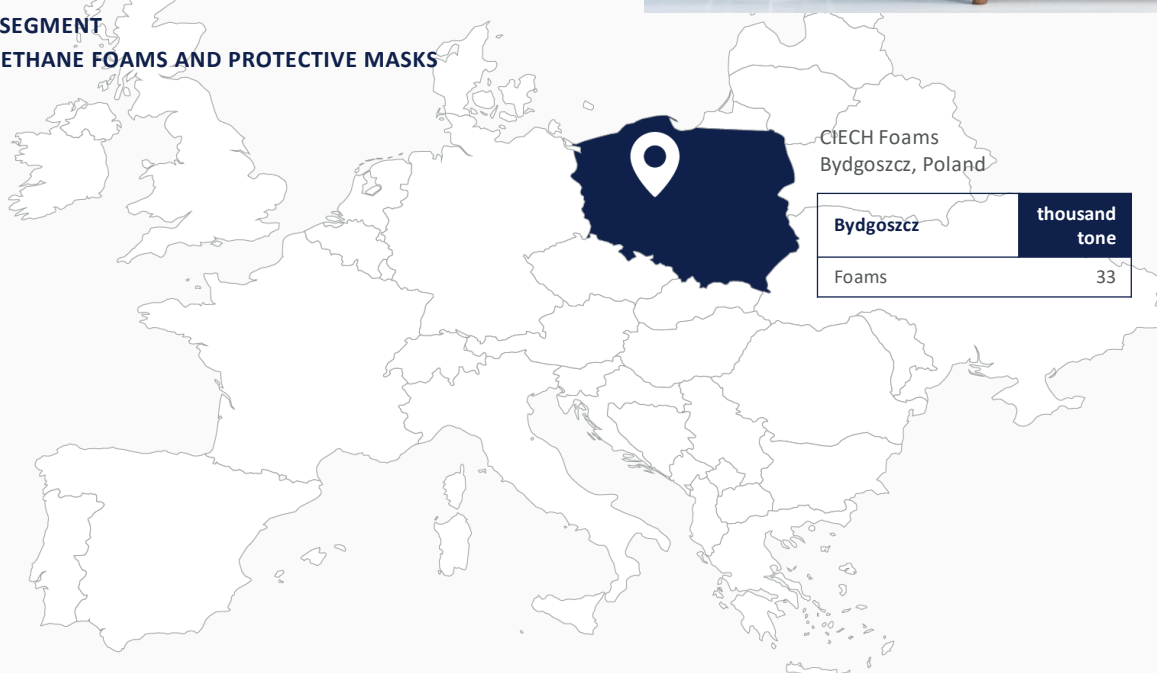 SEGMENT
ETHANE FOAMS AND PROTECTIVE MASKS
CIECH Foams
Bydgoszcz, Poland
Bydgoszcz thousand
tone
Foams 33